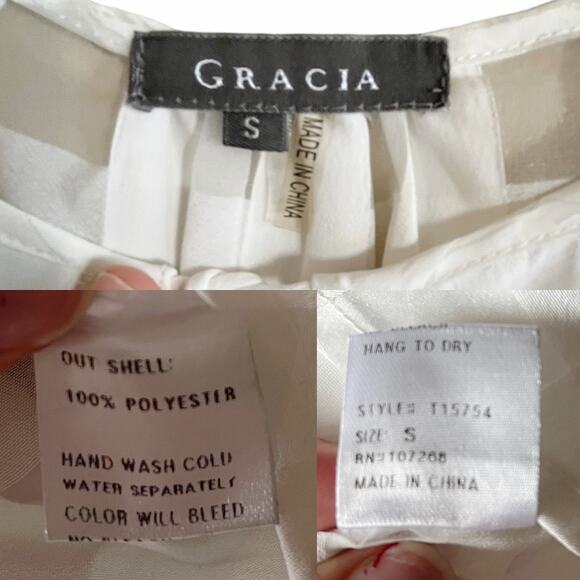 GRACIA
S
MADE IN CHINA
OUT SHELL:
100% POLYESTER
HAND WASH COLD
WATER SEPARATELY
COLOR WILL BLEED
HANG TO DRY
STYLE# T15754
SIZE: S
RN#107268
MADE IN CHINA